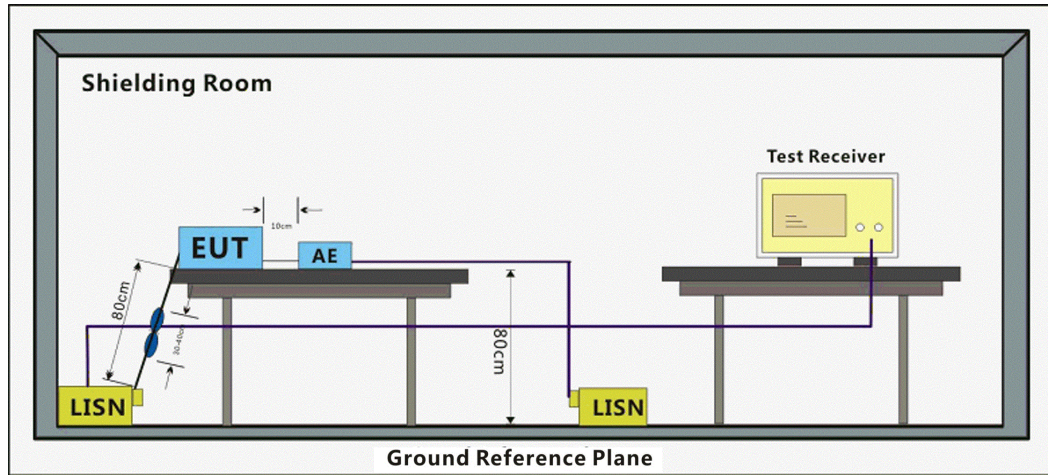 Shielding Room
Test Receiver
10cm
EUT
AE
80cm
30-40cm
80cm
LISN
LISN
Ground Reference Plane